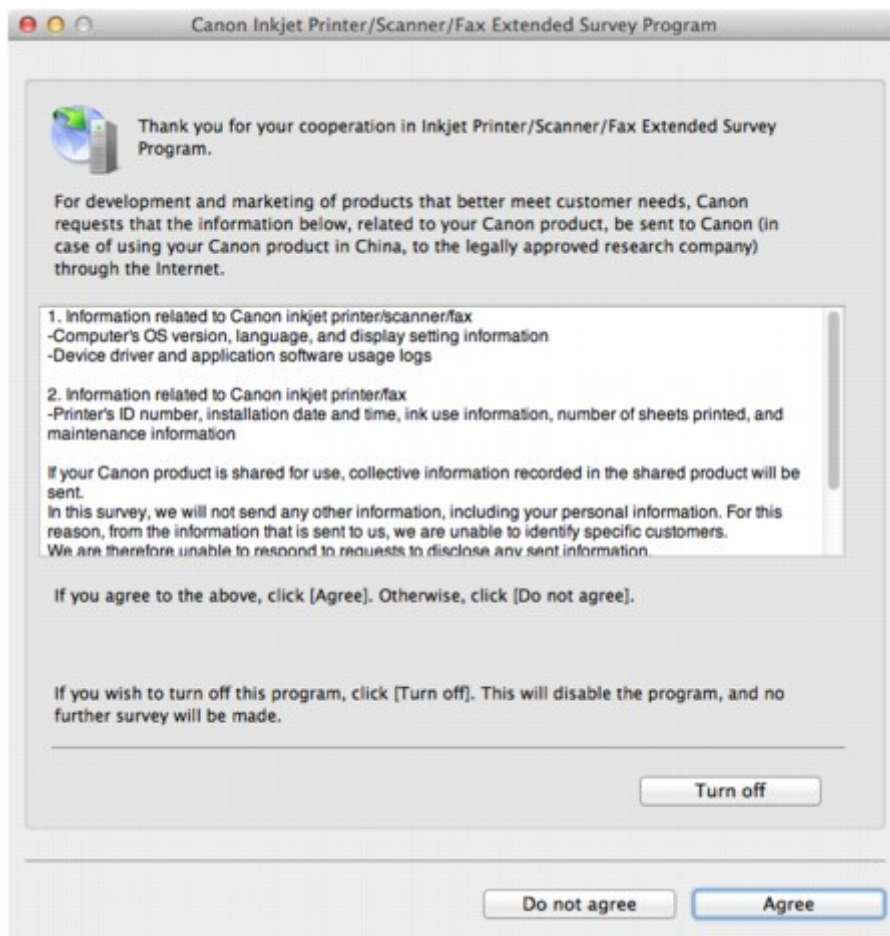 Canon Inkjet Printer/Scanner/Fax Extended Survey Program
Thank you for your cooperation in Inkjet Printer/Scanner/Fax Extended Survey
Program.
For development and marketing of products that better meet customer needs, Canon
requests that the information below, related to your Canon product, be sent to Canon (in
case of using your Canon product in China, to the legally approved research company)
through the Internet.
1. Information related to Canon inkjet printer/scanner/fax
-Computer's OS version, language, and display setting information
-Device driver and application software usage logs
2. Information related to Canon inkjet printer/fax
-Printer's ID number, installation date and time, ink use information, number of sheets printed, and
maintenance information
If your Canon product is shared for use, collective information recorded in the shared product will be
sent.
In this survey, we will not send any other information, including your personal information. For this
reason, from the information that is sent to us, we are unable to identify specific customers.
We are therefore unable to respond to requests to disclose any sent information.
If you agree to the above, click [Agree]. Otherwise, click [Do not agree].
If you wish to turn off this program, click [Turn off]. This will disable the program, and no
further survey will be made.
Turn off
Do not agree
Agree